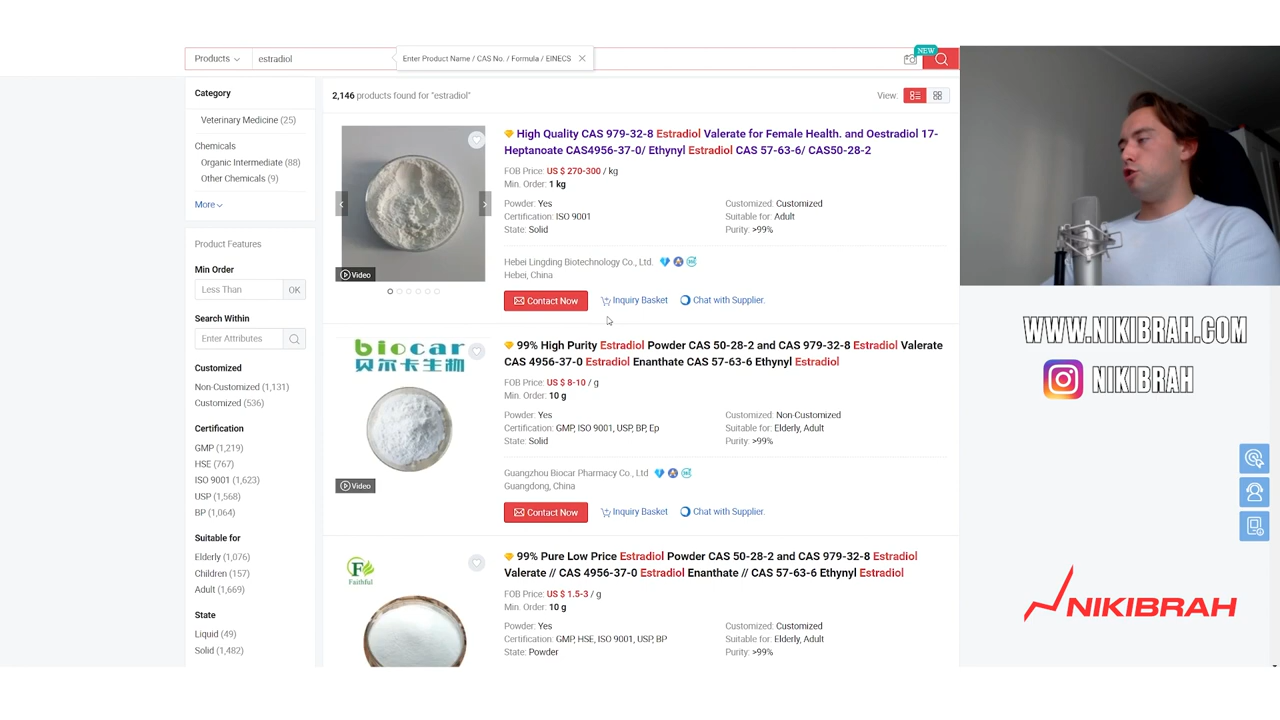 Products
estradiol
Enter Product Name / CAS No. / Formula / EINECS
NEW
Category
Veterinary Medicine (25)
Chemicals
Organic Intermediate (88)
Other Chemicals (9)
More
Product Features
Min Order
Less Than
OK
Search Within
Enter Attributes
Customized
Non-Customized (1,131)
Customized (536)
Certification
GMP (1,219)
HSE (767)
ISO 9001 (1,623)
USP (1,568)
BP (1,064)
Suitable for
Elderly (1,076)
Children (157)
Adult (1,669)
State
Liquid (49)
Solid (1,482)
2,146 products found for "estradiol"
View:
High Quality CAS 979-32-8 Estradiol Valerate for Female Health. and Oestradiol 17-
Heptanoate CAS4956-37-0/ Ethynyl Estradiol CAS 57-63-6/ CAS50-28-2
FOB Price: US $ 270-300 / kg
Min. Order: 1 kg
Powder: Yes
Customized: Customized
Certification: ISO 9001
Suitable for: Adult
State: Solid
Purity: >99%
Hebei Lingding Biotechnology Co., Ltd.
Hebei, China
Video
Contact Now
Inquiry Basket
Chat with Supplier.
biocar
贝尔卡生物
99% High Purity Estradiol Powder CAS 50-28-2 and CAS 979-32-8 Estradiol Valerate
CAS 4956-37-0 Estradiol Enanthate CAS 57-63-6 Ethynyl Estradiol
FOB Price: US $ 8-10 / g
Min. Order: 10 g
Powder: Yes
Customized: Non-Customized
Certification: GMP, ISO 9001, USP, BP, Ep
Suitable for: Elderly, Adult
State: Solid
Purity: >99%
Guangzhou Biocar Pharmacy Co., Ltd
Guangdong, China
Video
Contact Now
Inquiry Basket
Chat with Supplier.
Faithful
99% Pure Low Price Estradiol Powder CAS 50-28-2 and CAS 979-32-8 Estradiol
Valerate // CAS 4956-37-0 Estradiol Enanthate // CAS 57-63-6 Ethynyl Estradiol
FOB Price: US $ 1.5-3 / g
Min. Order: 10 g
Powder: Yes
Customized: Customized
Certification: GMP, HSE, ISO 9001, USP, BP
Suitable for: Elderly, Adult
State: Powder
Purity: >99%
WWW.NIKIBRAH.COM
NIKIBRAH
NIKIBRAH